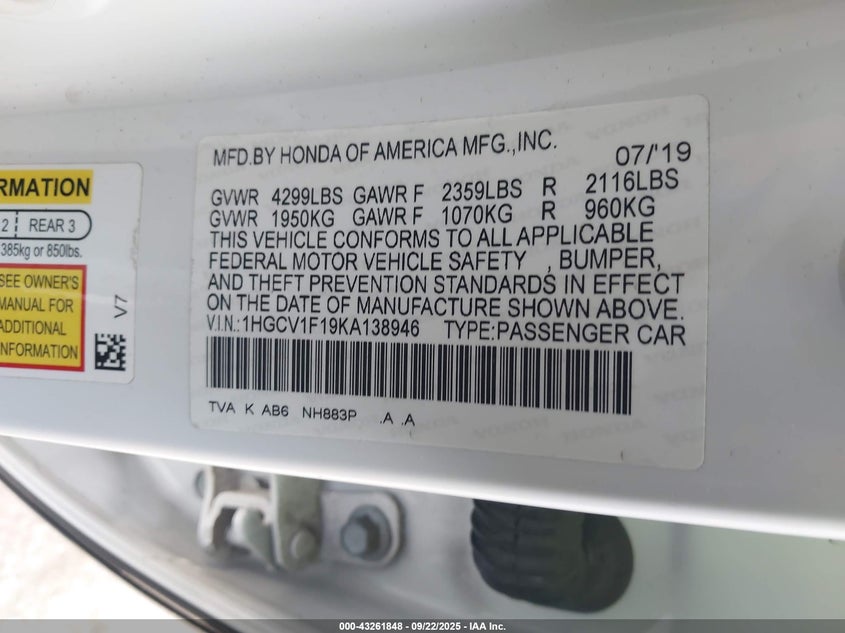 RMATION
2 REAR 3
385kg or 850lbs.
SEE OWNER'S
MANUAL FOR
ADDITIONAL
INFORMATION
V7
MFD.BY HONDA OF AMERICA MFG.,INC. 07/'19
GVWR 4299LBS GAWR F 2359LBS R 2116LBS
GVWR 1950KG GAWR F 1070KG R 960KG
THIS VEHICLE CONFORMS TO ALL APPLICABLE
FEDERAL MOTOR VEHICLE SAFETY , BUMPER,
AND THEFT PREVENTION STANDARDS IN EFFECT
ON THE DATE OF MANUFACTURE SHOWN ABOVE.
V.I.N.:1HGCV1F19KA138946 TYPE:PASSENGER CAR
TVA K AB6 NH883P .A .A
000-43261848 - 09/22/2025 - IAA Inc.